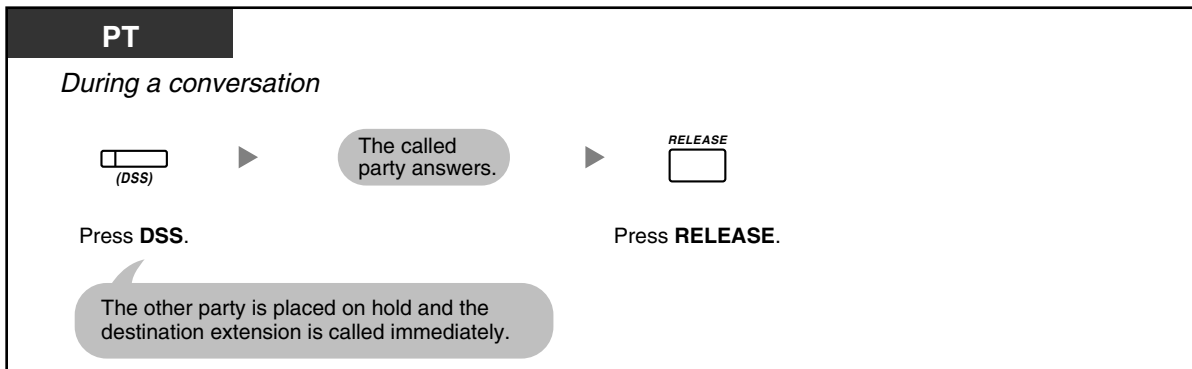 PT
During a conversation
The called
party answers.
RELEASE
(DSS)
Press DSS.
Press RELEASE.
The other party is placed on hold and the
destination extension is called immediately.